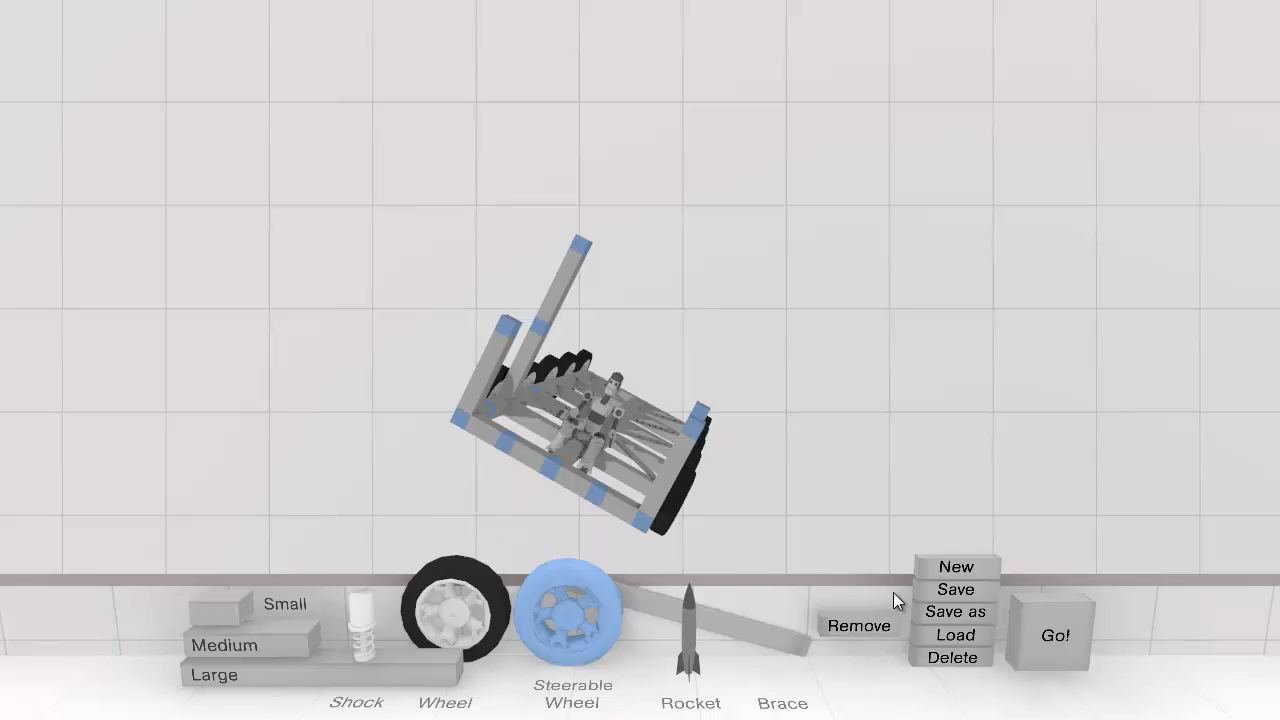 Small
Medium
Large
Shock
Wheel
Steerable
Wheel
Rocket
Brace
Remove
New
Save
Save as
Load
Delete
Go!